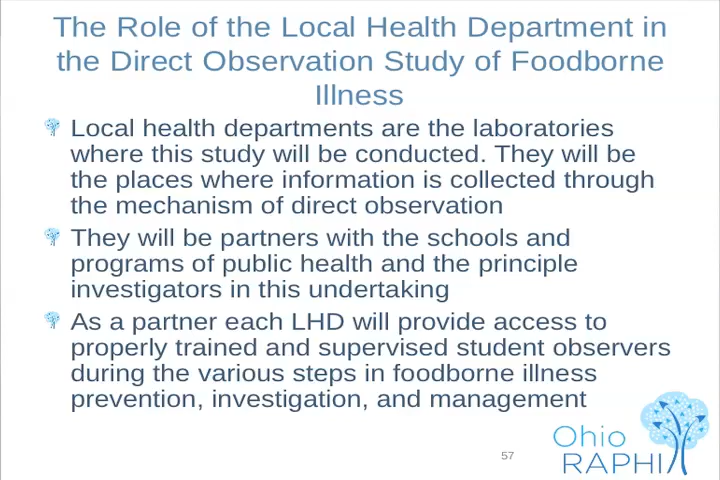 The Role of the Local Health Department in
the Direct Observation Study of Foodborne
Illness
Local health departments are the laboratories
where this study will be conducted. They will be
the places where information is collected through
the mechanism of direct observation
They will be partners with the schools and
programs of public health and the principle
investigators in this undertaking
As a partner each LHD will provide access to
properly trained and supervised student observers
during the various steps in foodborne illness
prevention, investigation, and management
57
Ohio
RAPHI